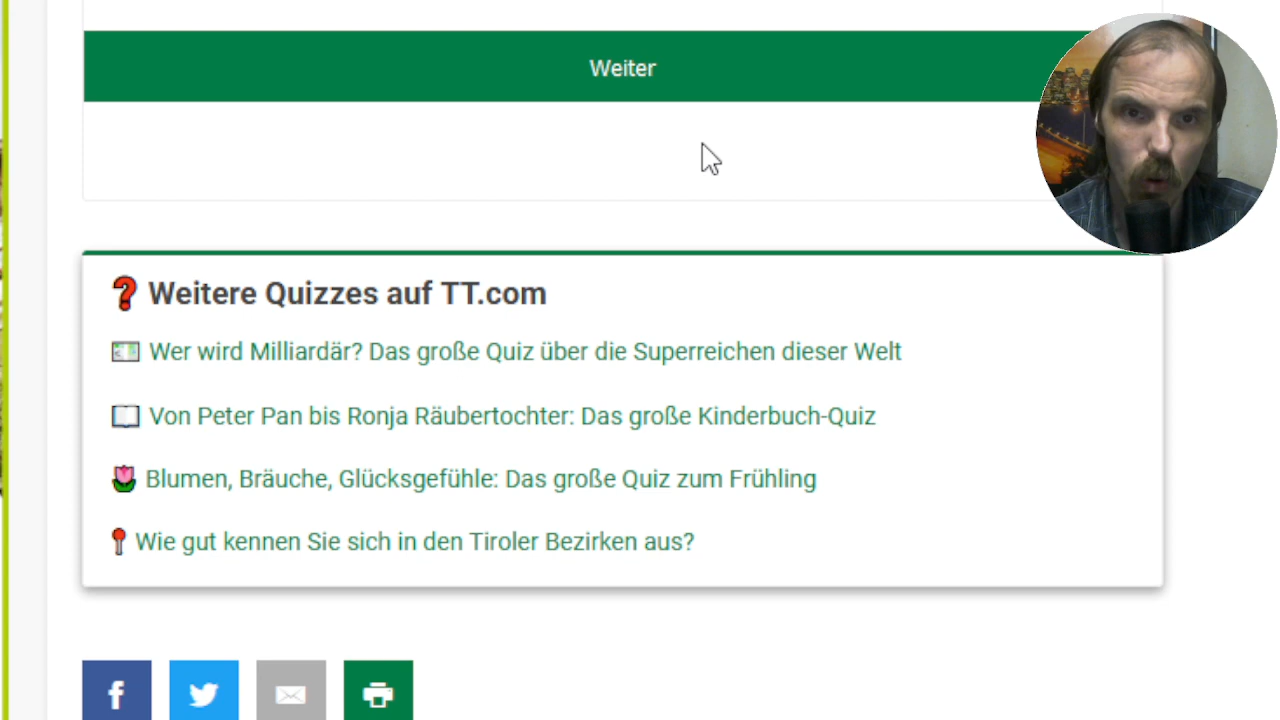 Weiter
Weitere Quizzes auf TT.com
Wer wird Milliardär? Das große Quiz über die Superreichen dieser Welt
Von Peter Pan bis Ronja Räubertochter: Das große Kinderbuch-Quiz
Blumen, Bräuche, Glücksgefühle: Das große Quiz zum Frühling
Wie gut kennen Sie sich in den Tiroler Bezirken aus?